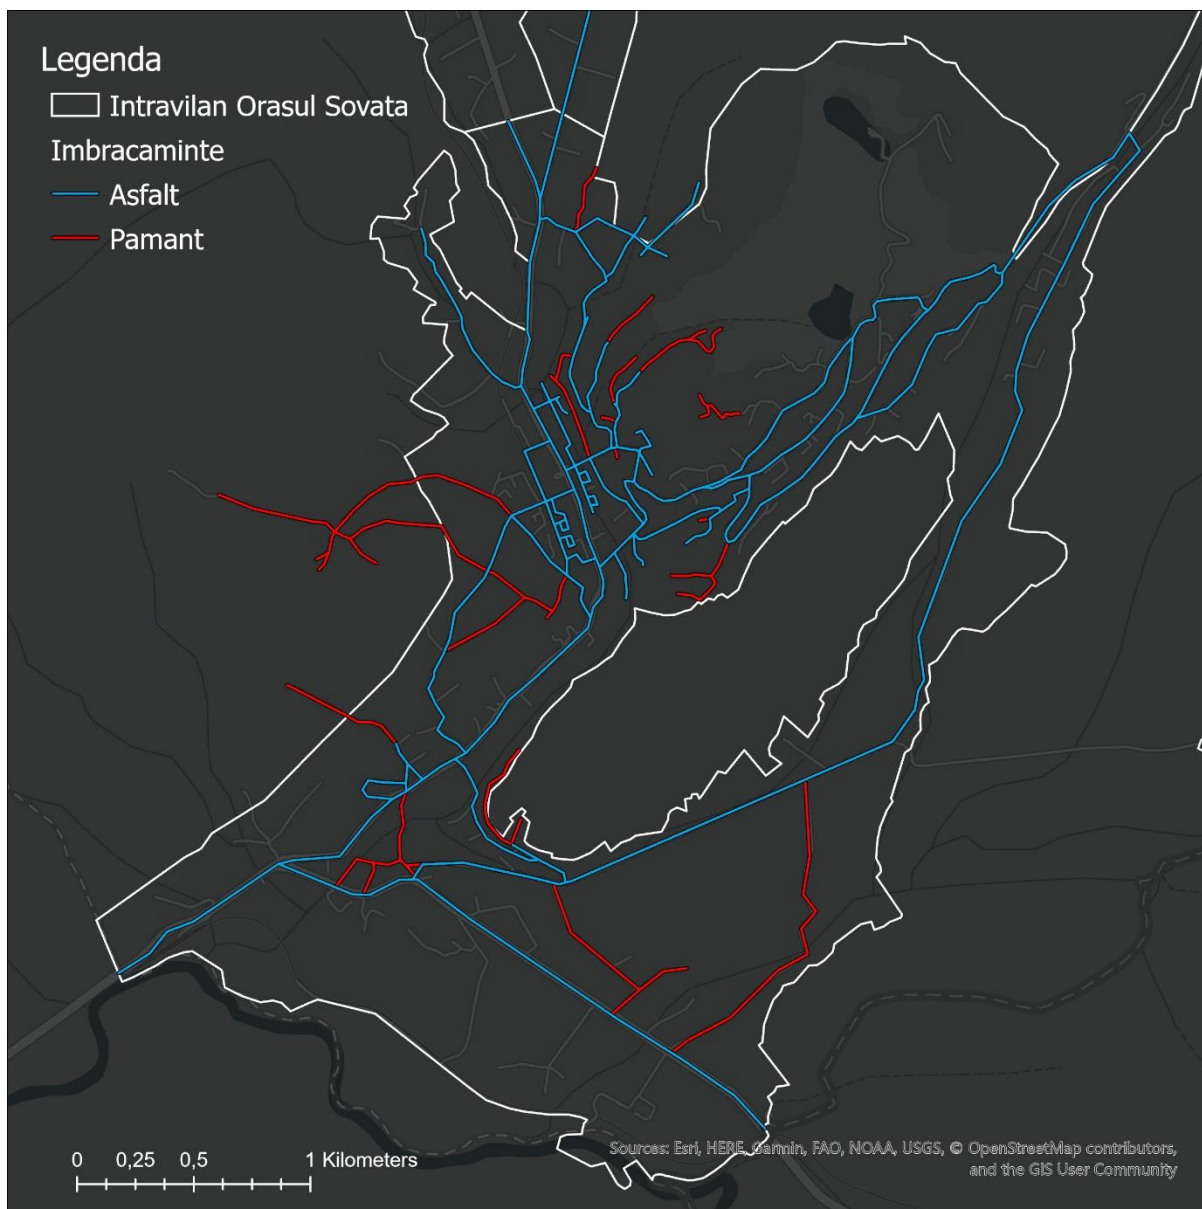 Legenda
Intravilan Orasul Sovata
Imbracaminte
Asfalt
Pamant
0 0,25 0,5 1 Kilometers
Sources: Esri, HERE, Garmin, FAO, NOAA, USGS, © OpenStreetMap contributors,
and the GIS User Community